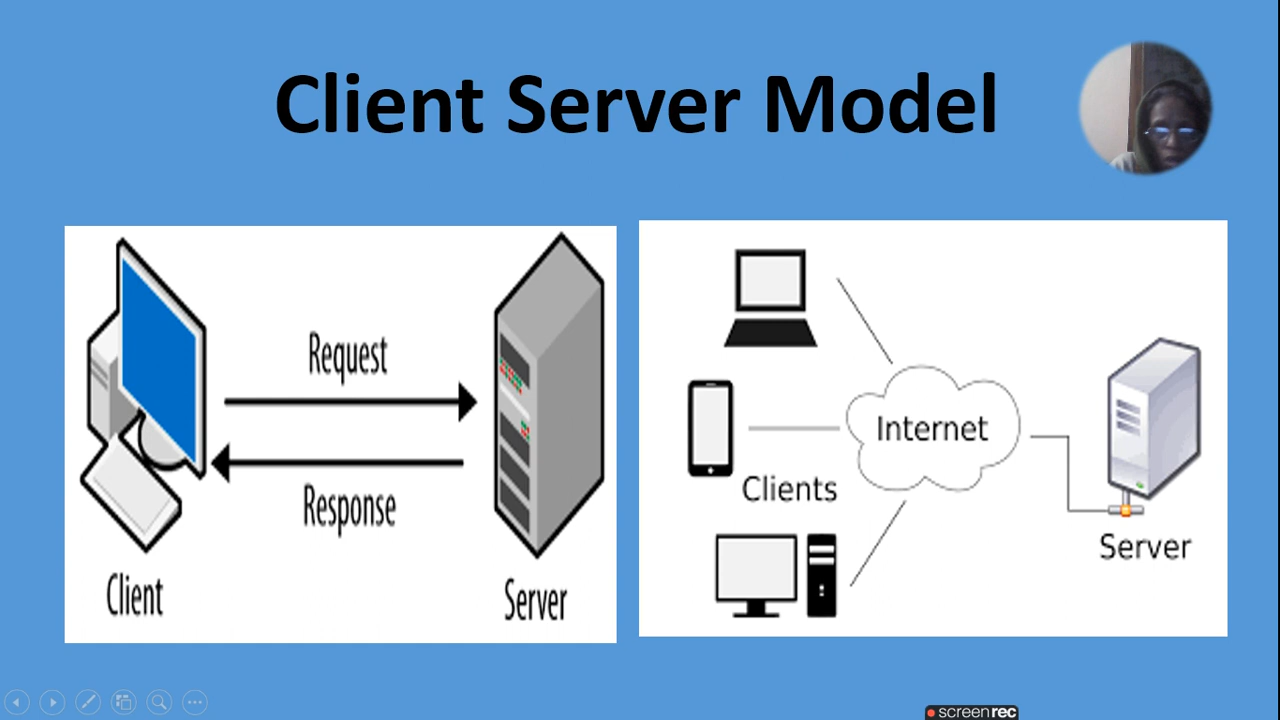 Client Server Model
Request
Response
Client
Server
Internet
Clients
Server
screenrec